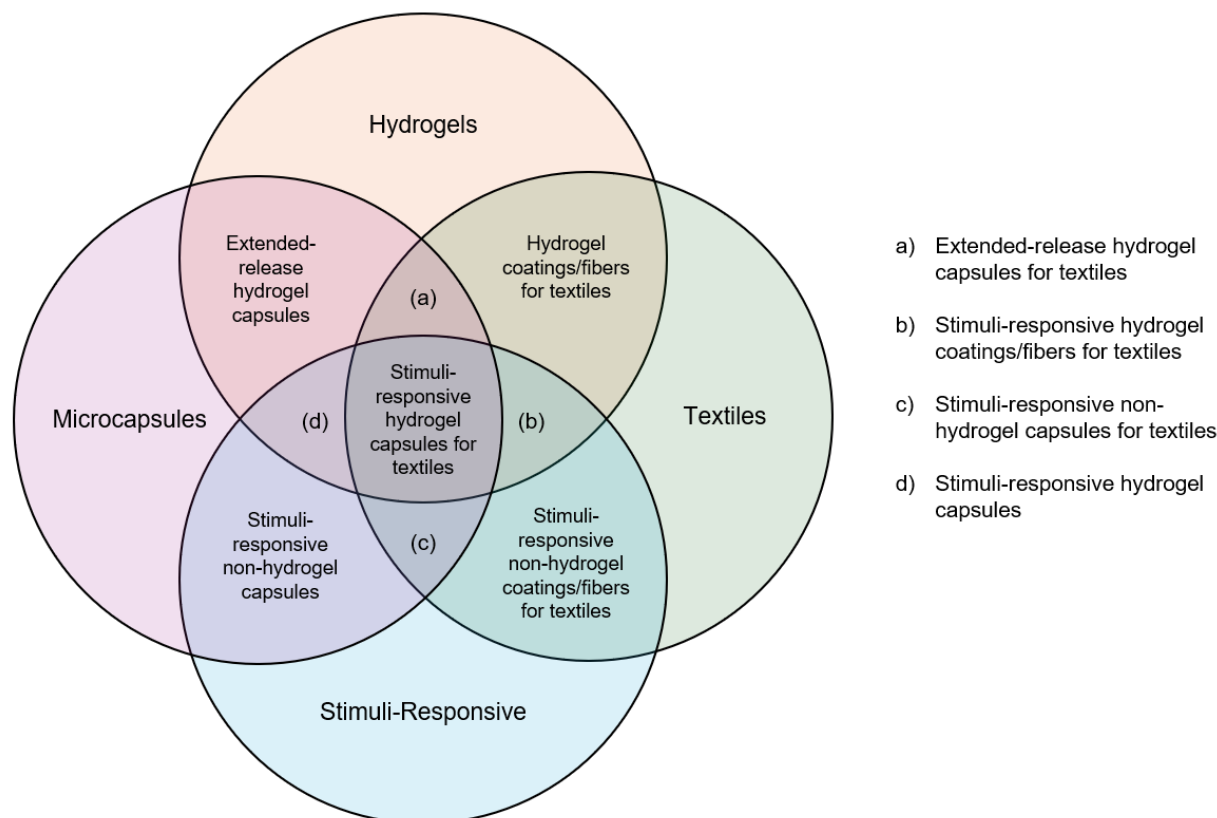 Hydrogels
Extended-
release
hydrogel
capsules
Hydrogel
coatings/fibers
for textiles
(a)
Microcapsules
(d)
Stimuli-
responsive
hydrogel
capsules for
textiles
(b)
Textiles
Stimuli-
responsive
non-hydrogel
capsules
(c)
Stimuli-
responsive
non-hydrogel
coatings/fibers
for textiles
Stimuli-Responsive
a) Extended-release hydrogel
capsules for textiles
b) Stimuli-responsive hydrogel
coatings/fibers for textiles
c) Stimuli-responsive non-
hydrogel capsules for textiles
d) Stimuli-responsive hydrogel
capsules